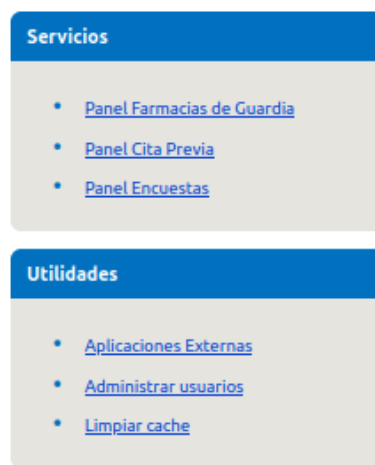 Servicios
Panel Farmacias de Guardia
Panel Cita Previa
Panel Encuestas
Utilidades
Aplicaciones Externas
Administrar usuarios
Limpiar cache